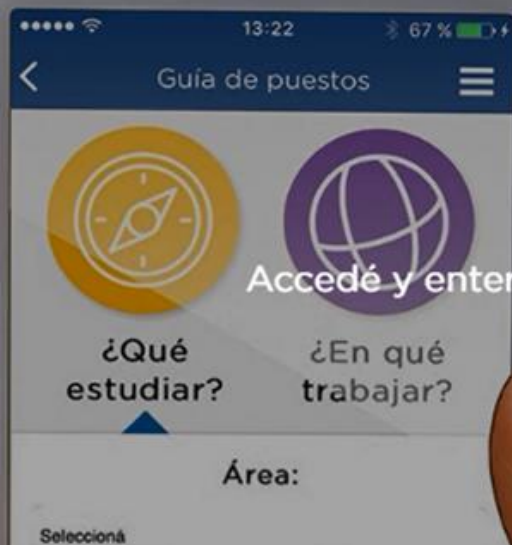 13:22
67 %
Guía de puestos
Accedé y enter
¿Qué
estudiar?
¿En qué
trabajar?
Área:
Seleccioná